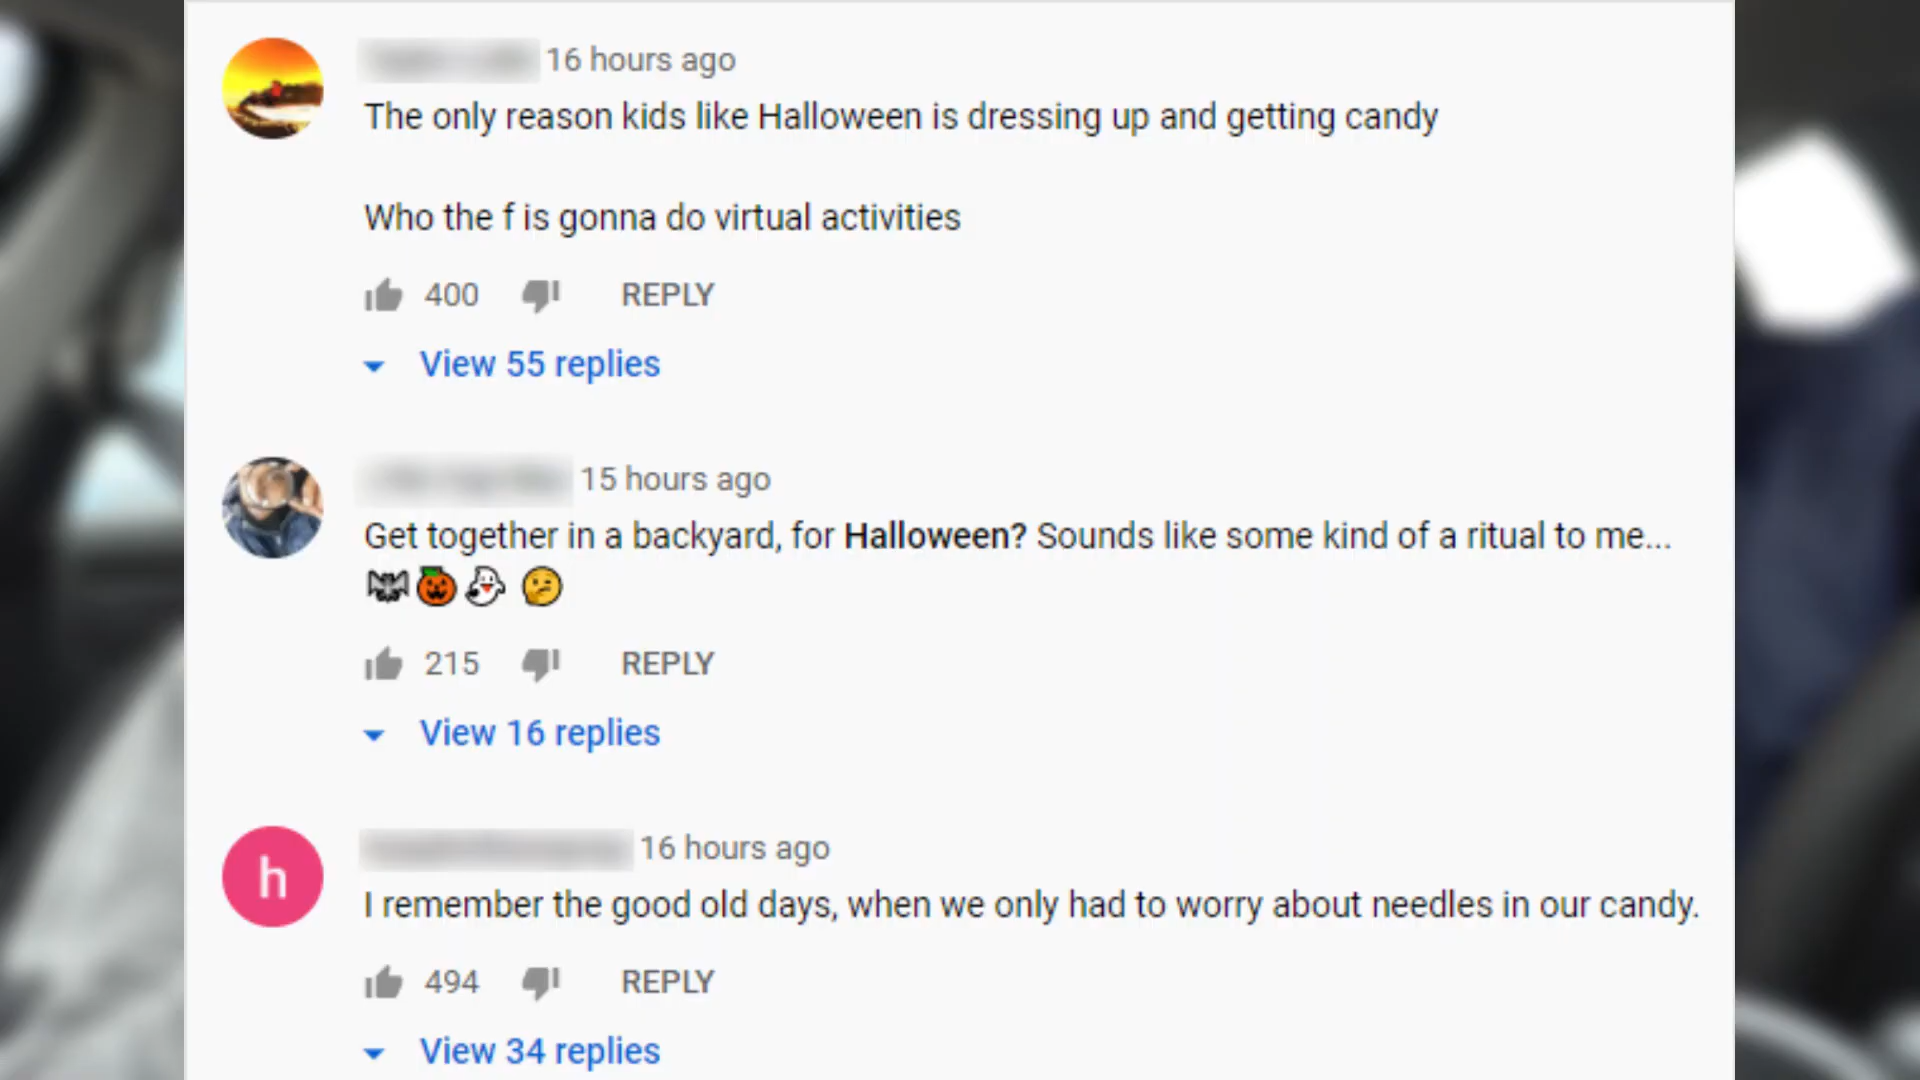 16 hours ago
The only reason kids like Halloween is dressing up and getting candy
Who the f is gonna do virtual activities
400 REPLY
View 55 replies
15 hours ago
Get together in a backyard, for Halloween? Sounds like some kind of a ritual to me...
🦇🎃👻 🤔
215 REPLY
View 16 replies
h
16 hours ago
I remember the good old days, when we only had to worry about needles in our candy.
494 REPLY
View 34 replies